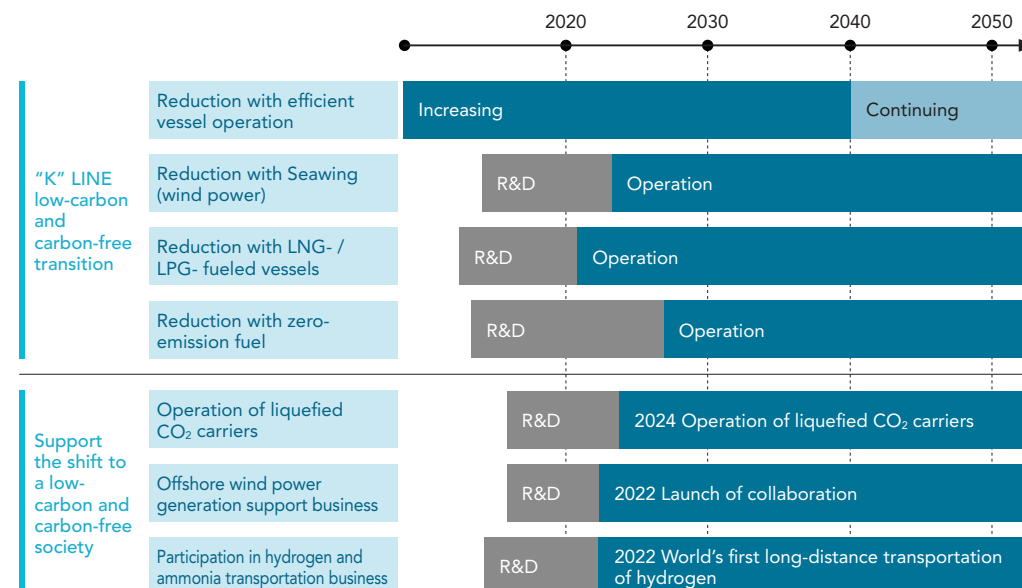 2020 2030 2040 2050
“K” LINE
low-carbon
and
carbon-free
transition
Reduction with efficient
vessel operation
Increasing
Continuing
Reduction with Seawing
(wind power)
R&D
Operation
Reduction with LNG- /
LPG- fueled vessels
R&D
Operation
Reduction with zero-
emission fuel
R&D
Operation
Support
the shift to
a low-
carbon and
carbon-free
society
Operation of liquefied
CO₂ carriers
R&D
2024 Operation of liquefied CO₂ carriers
Offshore wind power
generation support business
R&D
2022 Launch of collaboration
Participation in hydrogen and
ammonia transportation business
R&D
2022 World’s first long-distance transportation
of hydrogen